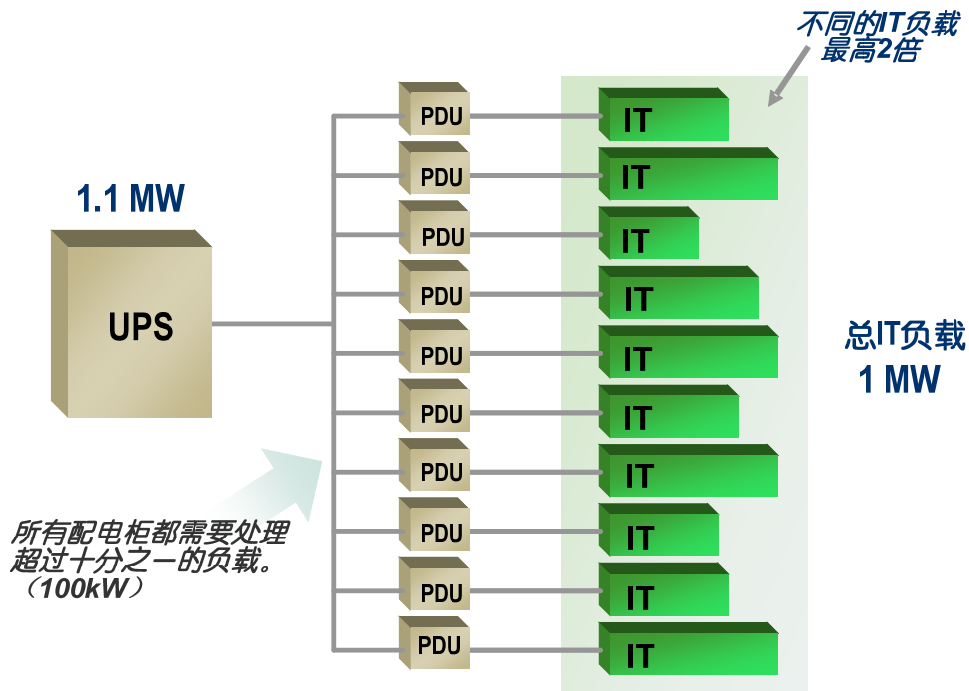 不同的IT负载
最高2倍
1.1 MW
UPS
PDU
IT
PDU
IT
PDU
IT
PDU
IT
PDU
IT
PDU
IT
PDU
IT
PDU
IT
PDU
IT
PDU
IT
总IT负载
1 MW
所有配电柜都需要处理
超过十分之一的负载。
（100kW）